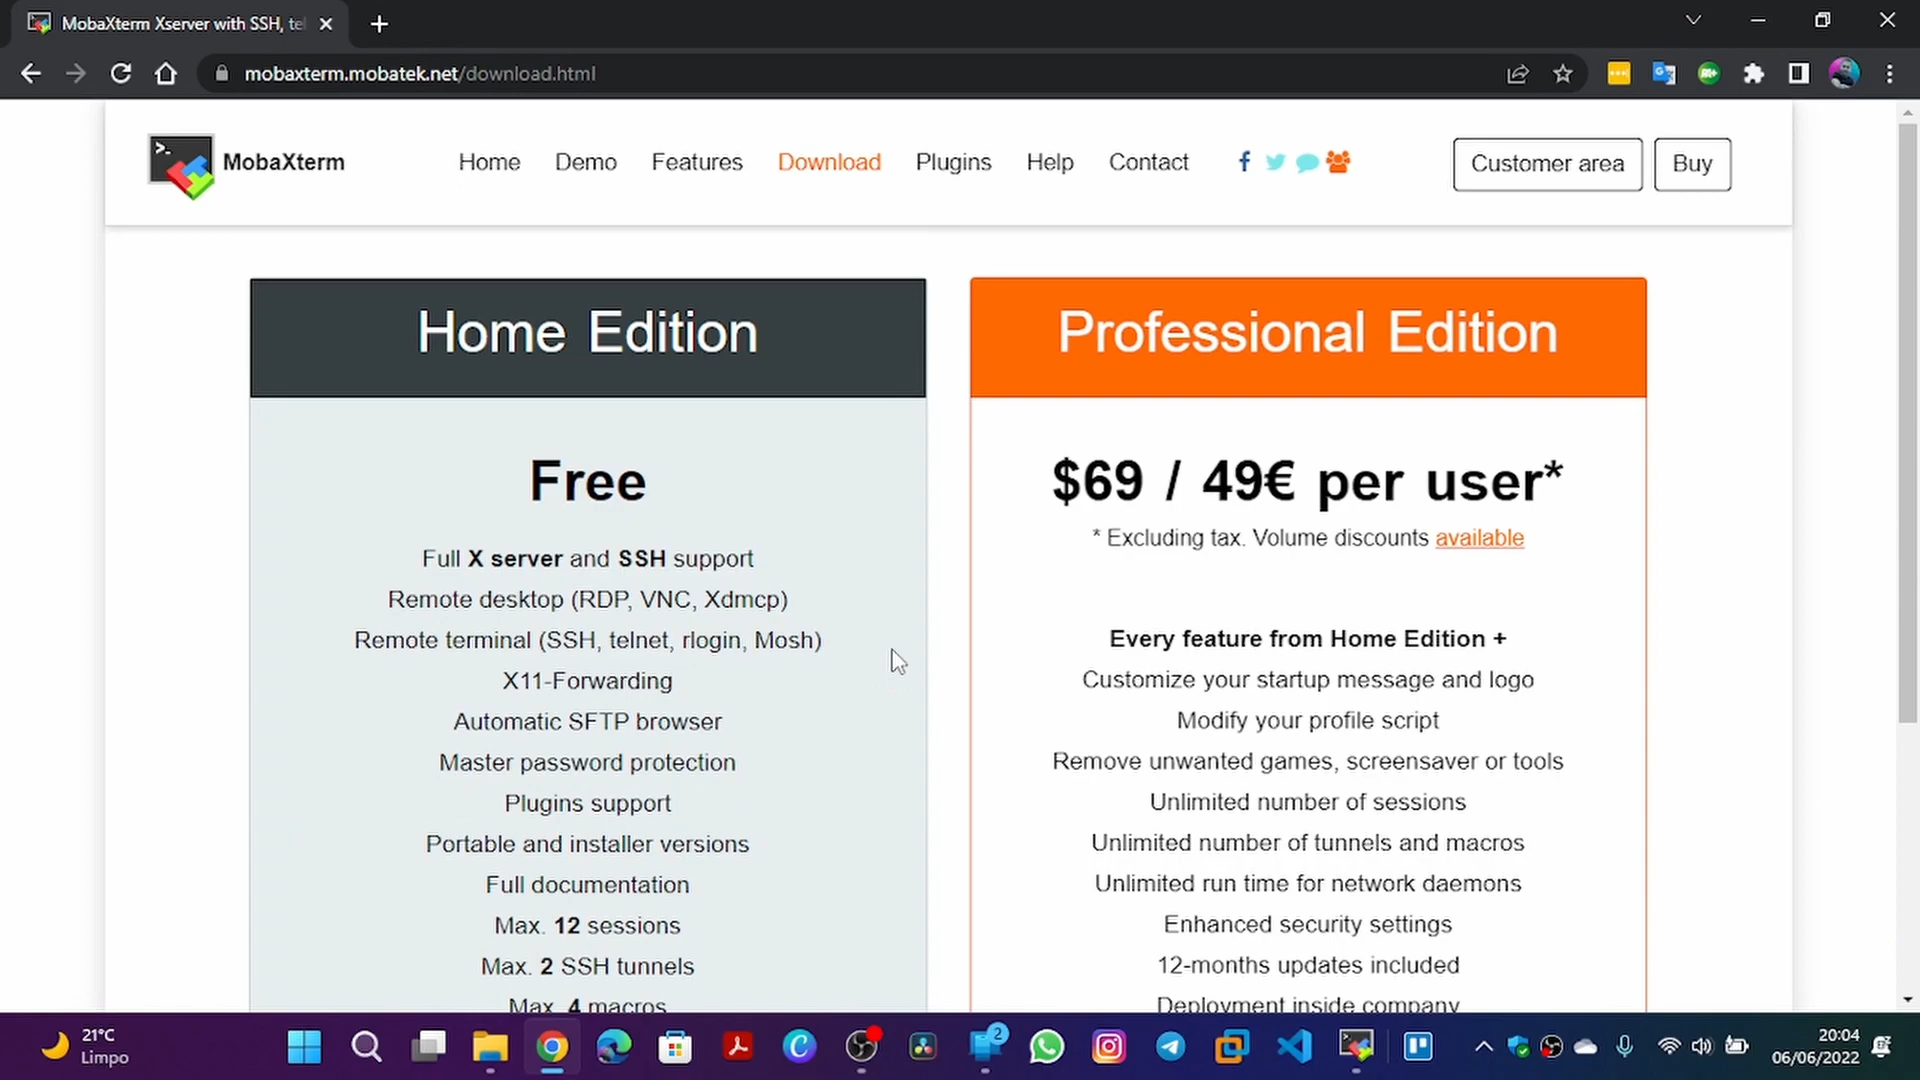 MobaXterm Xserver with SSH, tel
mobaxterm.mobatek.net/download.html
MobaXterm
Home
Demo
Features
Download
Plugins
Help
Contact
Customer area
Buy
Home Edition
Free
Full X server and SSH support
Remote desktop (RDP, VNC, Xdmcp)
Remote terminal (SSH, telnet, rlogin, Mosh)
X11-Forwarding
Automatic SFTP browser
Master password protection
Plugins support
Portable and installer versions
Full documentation
Max. 12 sessions
Max. 2 SSH tunnels
Max. 4 macros
Professional Edition
$69 / 49€ per user*
* Excluding tax. Volume discounts available
Every feature from Home Edition +
Customize your startup message and logo
Modify your profile script
Remove unwanted games, screensaver or tools
Unlimited number of sessions
Unlimited number of tunnels and macros
Unlimited run time for network daemons
Enhanced security settings
12-months updates included
Deployment inside company
21°C
Limpo
2
20:04
06/06/2022